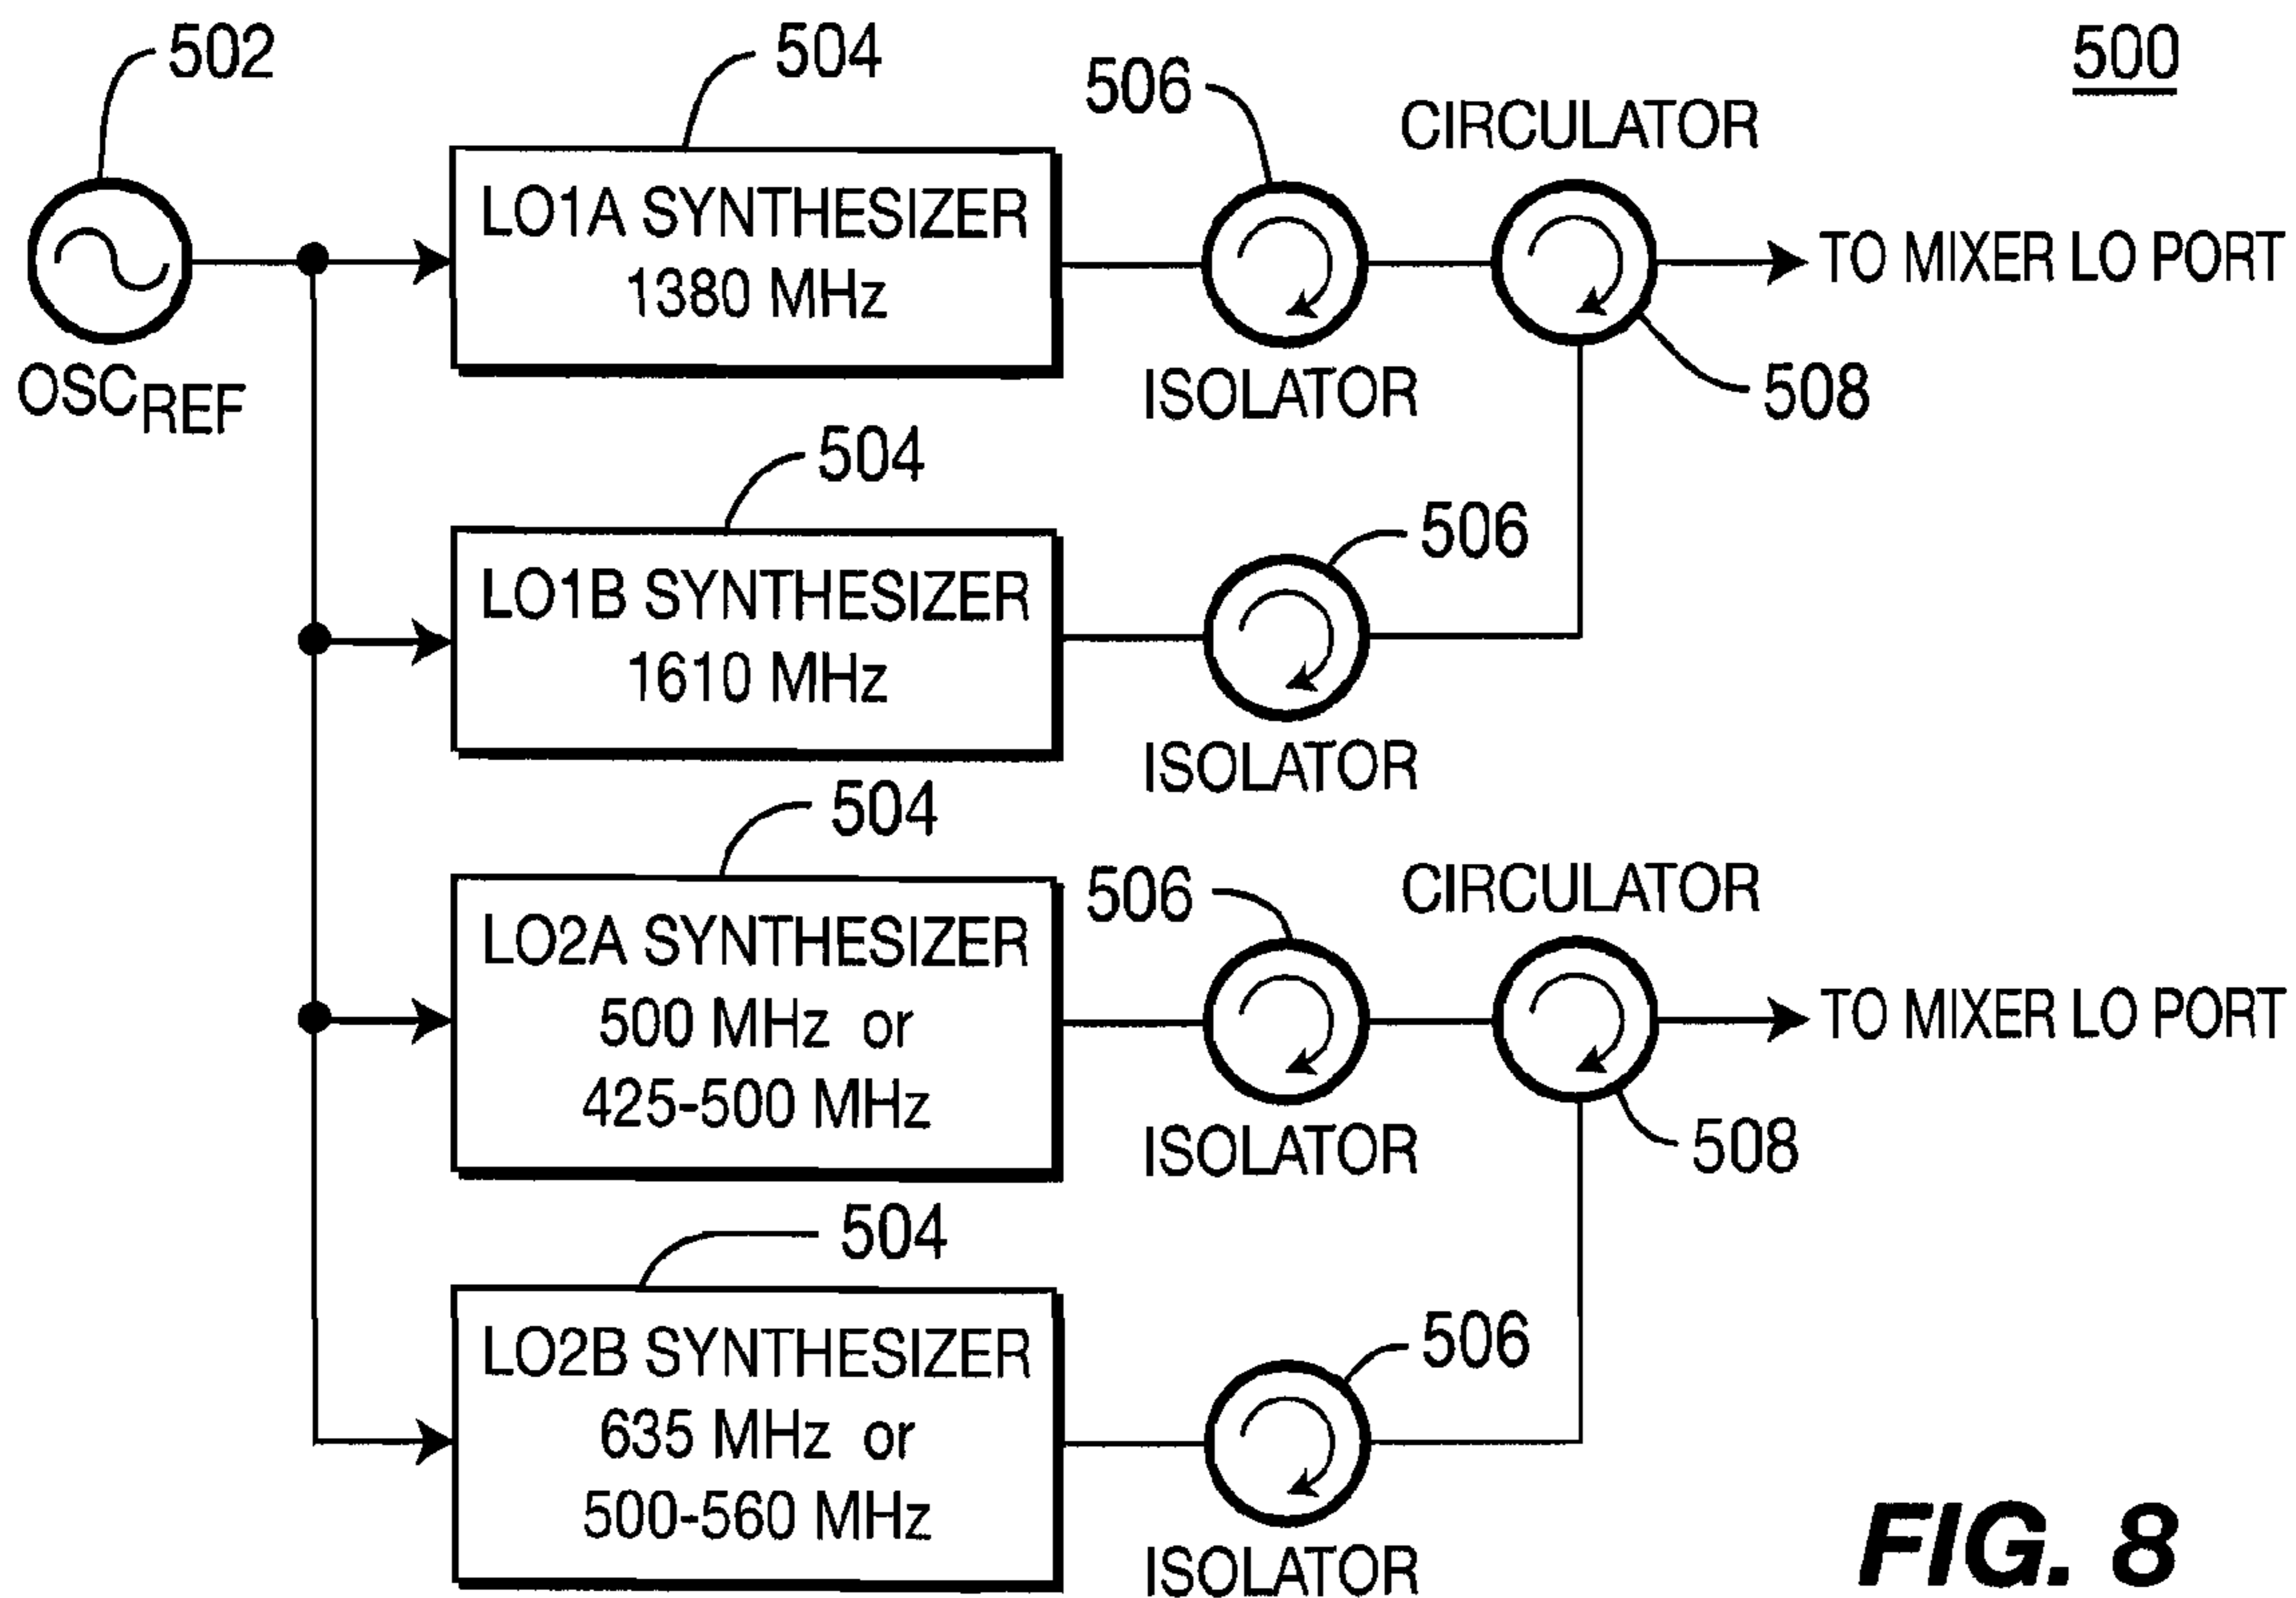 502
504
506
500
CIRCULATOR
LO1A SYNTHESIZER
1380 MHz
TO MIXER LO PORT
OSCREF
ISOLATOR
508
504
506
LO1B SYNTHESIZER
1610 MHz
ISOLATOR
504
506
CIRCULATOR
LO2A SYNTHESIZER
500 MHz or
425-500 MHz
TO MIXER LO PORT
ISOLATOR
508
504
506
LO2B SYNTHESIZER
635 MHz or
500-560 MHz
ISOLATOR
FIG. 8